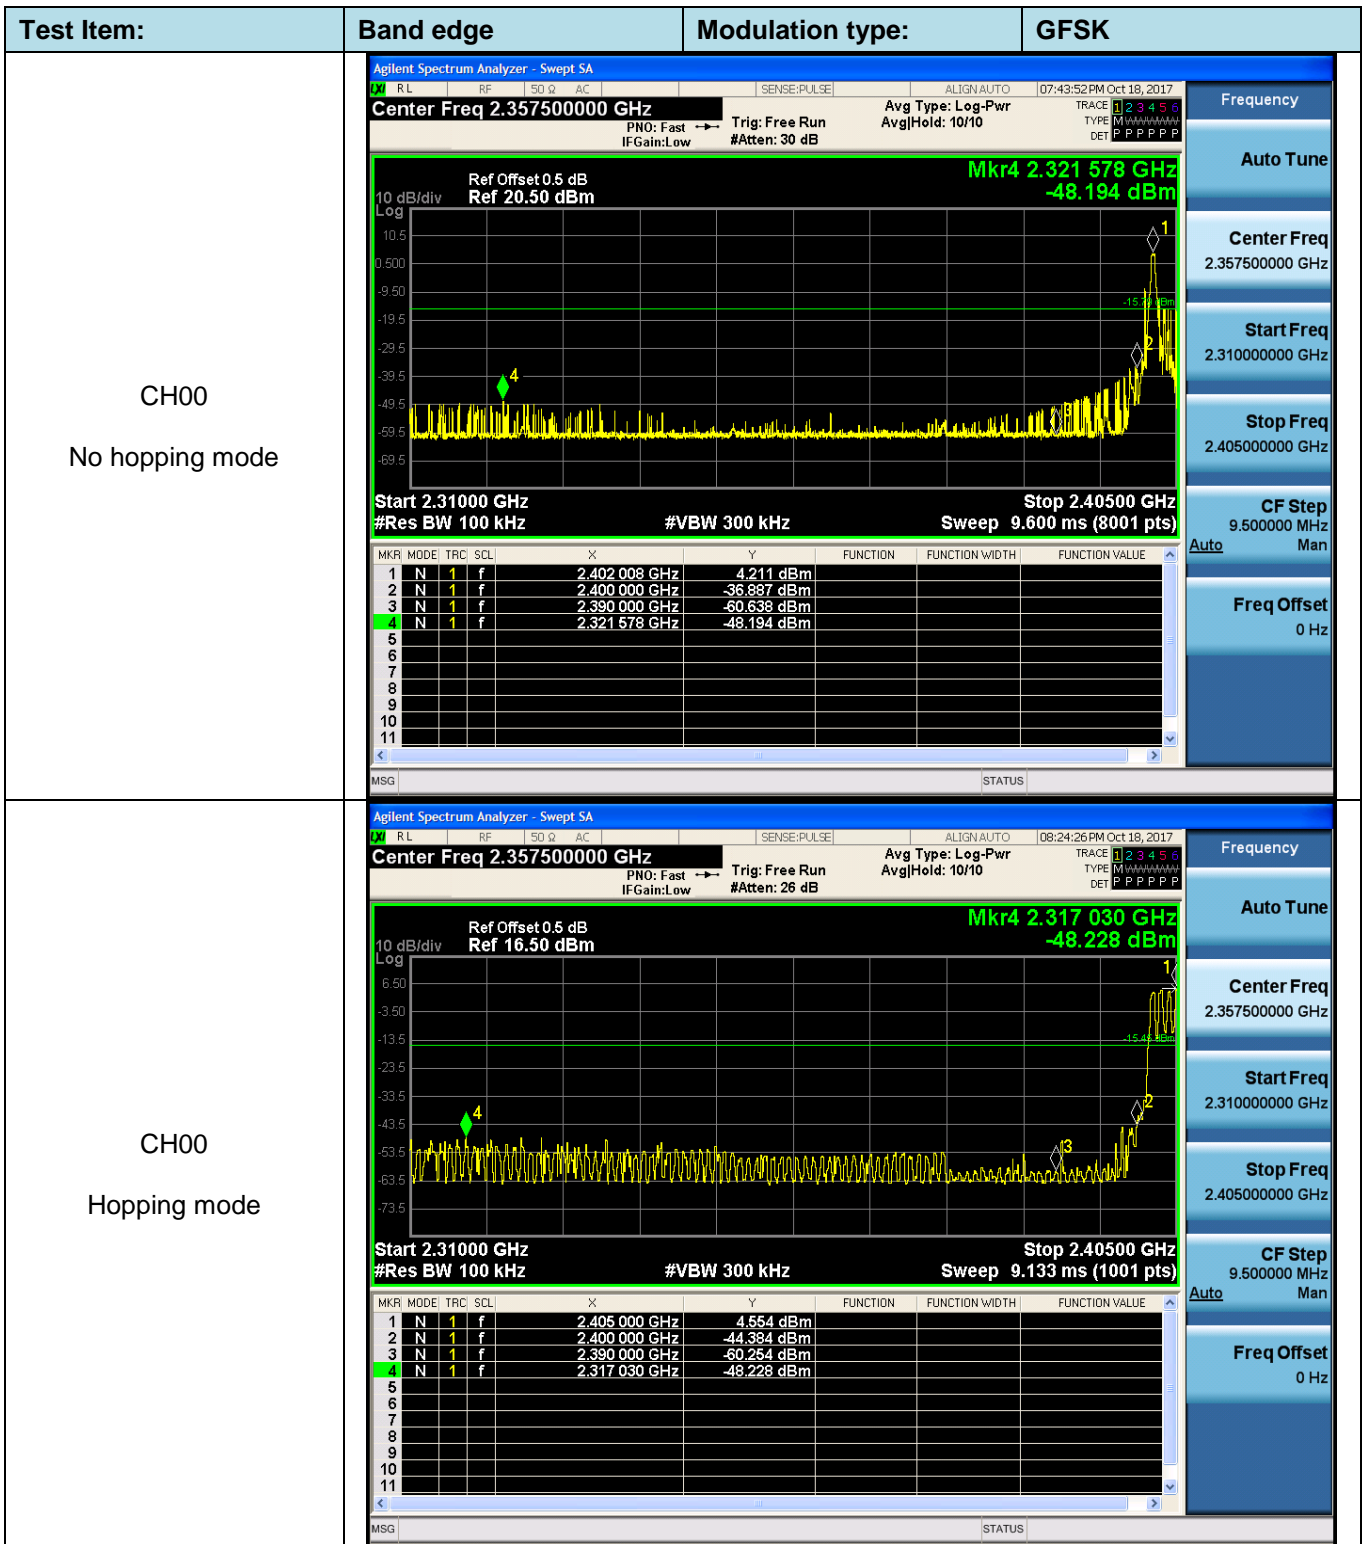 Test Item: Band edge Modulation type: GFSK
CH00
No hopping mode
Agilent Spectrum Analyzer - Swept SA
LXI RL RF 50 Ω AC SENSE:PULSE ALIGN AUTO 07:43:52 PM Oct 18, 2017
Center Freq 2.357500000 GHz
PNO: Fast
IFGain:Low
Trig: Free Run
#Atten: 30 dB
Avg Type: Log-Pwr
Avg|Hold: 10/10
TRACE 1 2 3 4 5 6
TYPE M WWWWW
DET P P P P P P
Mkr4 2.321 578 GHz
-48.194 dBm
Ref Offset 0.5 dB
10 dB/div Ref 20.50 dBm
Log
10.5
0.500
-9.50
-19.5
-29.5
-39.5
-49.5
-59.5
-69.5
1
2
3
4
Start 2.31000 GHz Stop 2.40500 GHz
#Res BW 100 kHz #VBW 300 kHz Sweep 9.600 ms (8001 pts)
MKR MODE TRC SCL X Y FUNCTION FUNCTION WIDTH FUNCTION VALUE
1 N 1 f 2.402 008 GHz 4.211 dBm
2 N 1 f 2.400 000 GHz -36.887 dBm
3 N 1 f 2.390 000 GHz -60.638 dBm
4 N 1 f 2.321 578 GHz -48.194 dBm
5
6
7
8
9
10
11
MSG STATUS
Frequency
Auto Tune
Center Freq
2.357500000 GHz
Start Freq
2.310000000 GHz
Stop Freq
2.405000000 GHz
CF Step
9.500000 MHz
Auto Man
Freq Offset
0 Hz
CH00
Hopping mode
Agilent Spectrum Analyzer - Swept SA
LXI RL RF 50 Ω AC SENSE:PULSE ALIGN AUTO 08:24:26 PM Oct 18, 2017
Center Freq 2.357500000 GHz
PNO: Fast
IFGain:Low
Trig: Free Run
#Atten: 26 dB
Avg Type: Log-Pwr
Avg|Hold: 10/10
TRACE 1 2 3 4 5 6
TYPE M WWWWW
DET P P P P P P
Mkr4 2.317 030 GHz
-48.228 dBm
Ref Offset 0.5 dB
10 dB/div Ref 16.50 dBm
Log
6.50
-3.50
-13.5
-23.5
-33.5
-43.5
-53.5
-63.5
-73.5
1
2
3
4
Start 2.31000 GHz Stop 2.40500 GHz
#Res BW 100 kHz #VBW 300 kHz Sweep 9.133 ms (1001 pts)
MKR MODE TRC SCL X Y FUNCTION FUNCTION WIDTH FUNCTION VALUE
1 N 1 f 2.405 000 GHz 4.554 dBm
2 N 1 f 2.400 000 GHz -44.384 dBm
3 N 1 f 2.390 000 GHz -60.254 dBm
4 N 1 f 2.317 030 GHz -48.228 dBm
5
6
7
8
9
10
11
MSG STATUS
Frequency
Auto Tune
Center Freq
2.357500000 GHz
Start Freq
2.310000000 GHz
Stop Freq
2.405000000 GHz
CF Step
9.500000 MHz
Auto Man
Freq Offset
0 Hz